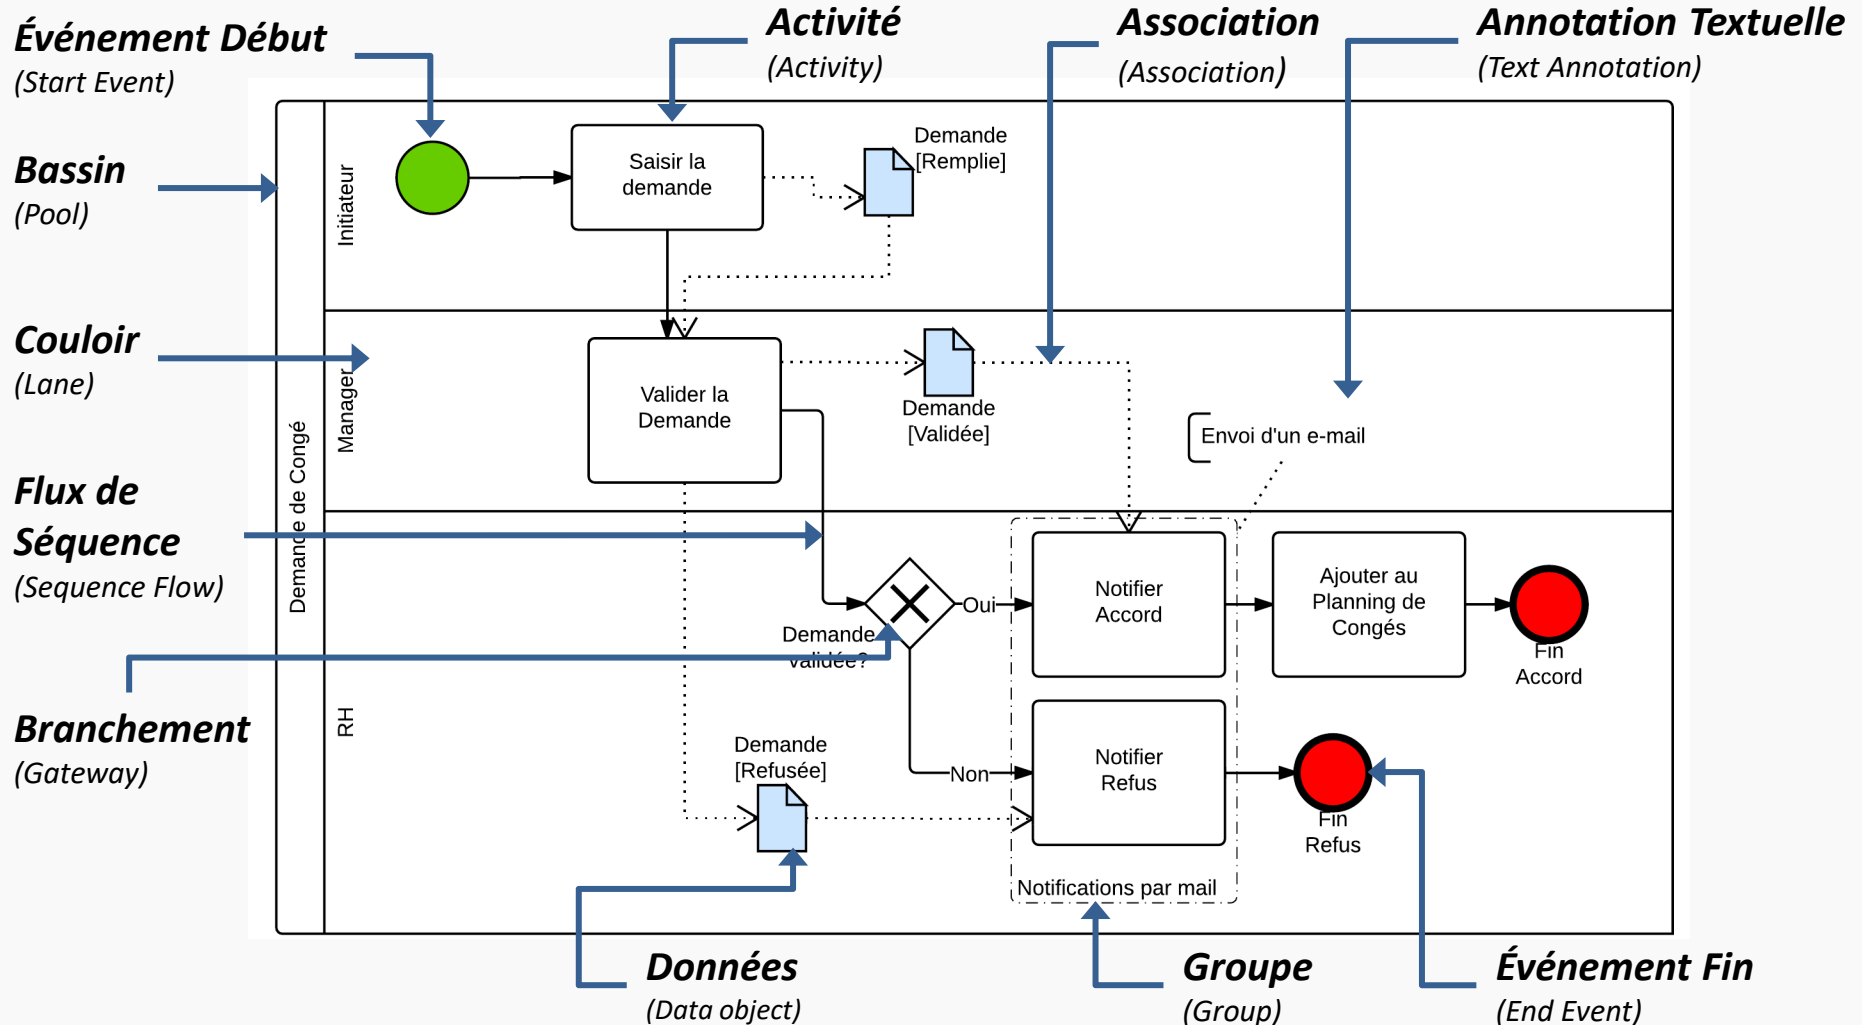 Événement Début
(Start Event)
Activité
(Activity)
Association
(Association)
Annotation Textuelle
(Text Annotation)
Bassin
(Pool)
Couloir
(Lane)
Flux de
Séquence
(Sequence Flow)
Branchement
(Gateway)
Demande de Congé
Initiateur
Saisir la
demande
Demande
[Remplie]
Manager
Valider la
Demande
Demande
[Validée]
Envoi d'un e-mail
RH
Demande
validée?
Oui
Notifier
Accord
Ajouter au
Planning de
Congés
Fin
Accord
Non
Demande
[Refusée]
Notifier
Refus
Fin
Refus
Notifications par mail
Données
(Data object)
Groupe
(Group)
Événement Fin
(End Event)